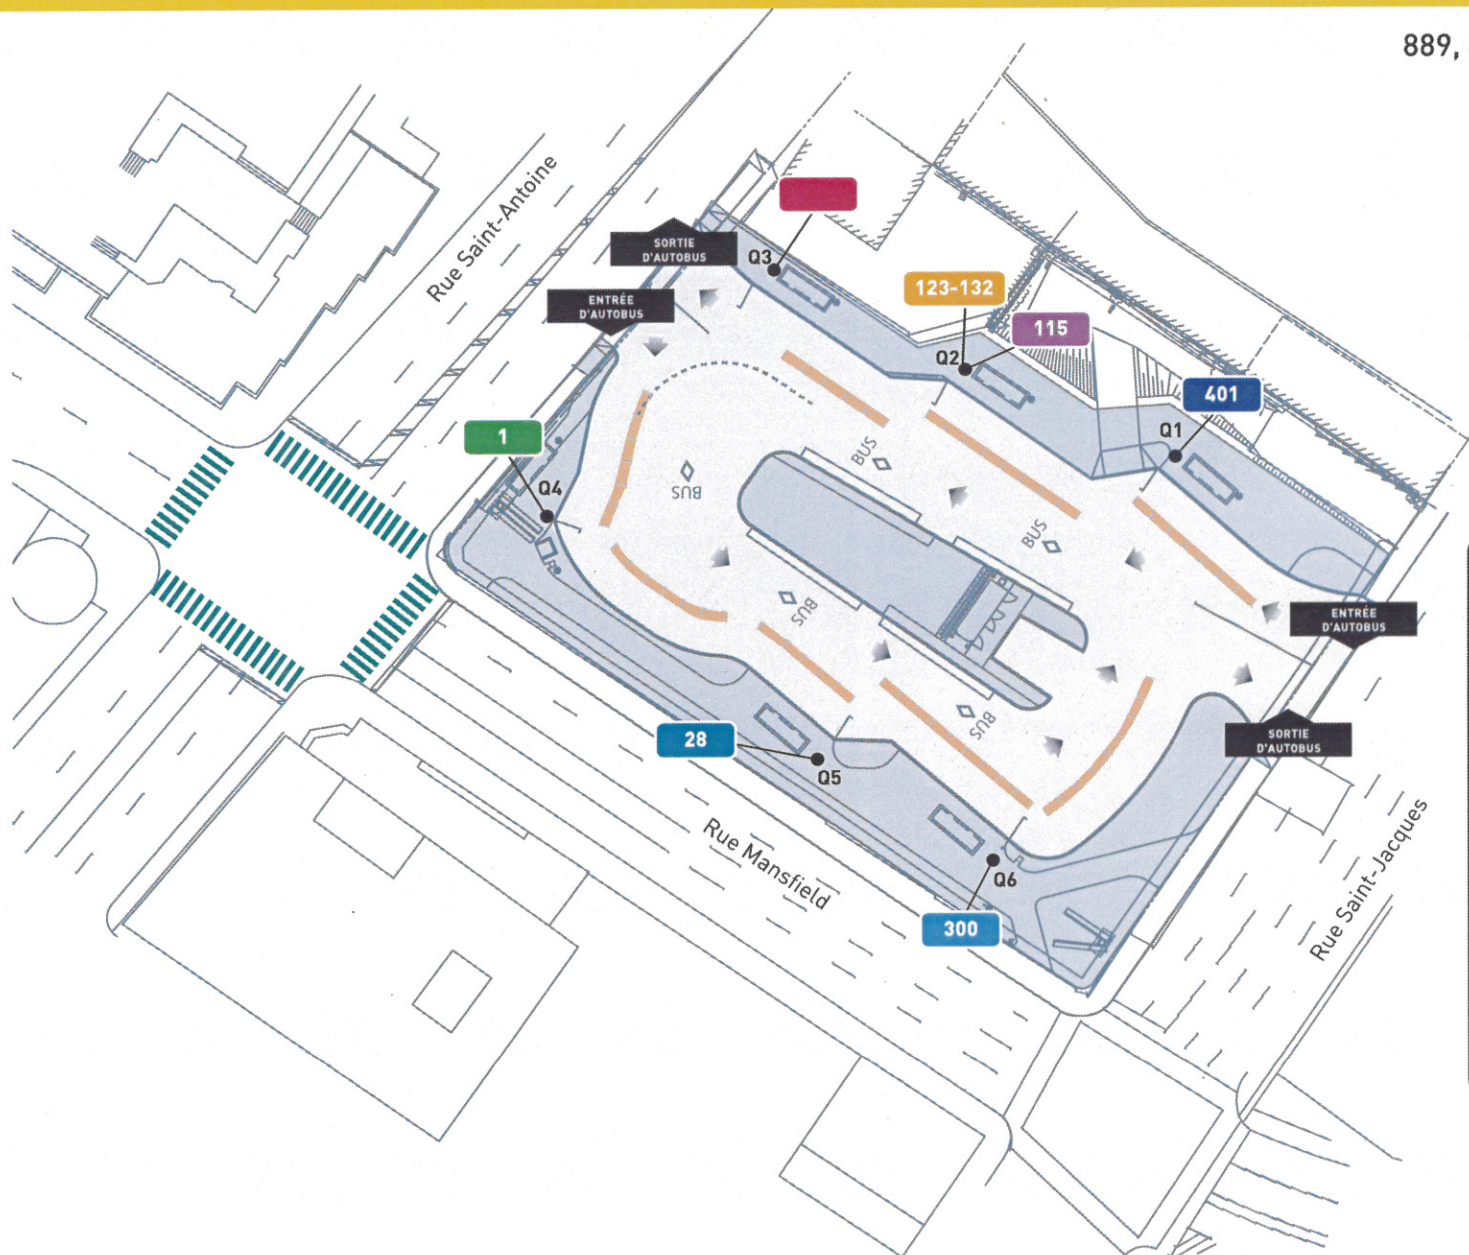 889,
Rue Saint-Antoine
SORTIE
D'AUTOBUS
Q3
ENTRÉE
D'AUTOBUS
123-132
115
Q2
401
Q1
1
Q4
BUS
BUS
BUS
BUS
BUS
ENTRÉE
D'AUTOBUS
SORTIE
D'AUTOBUS
28
Q5
Rue Mansfield
Q6
300
Rue Saint-Jacques